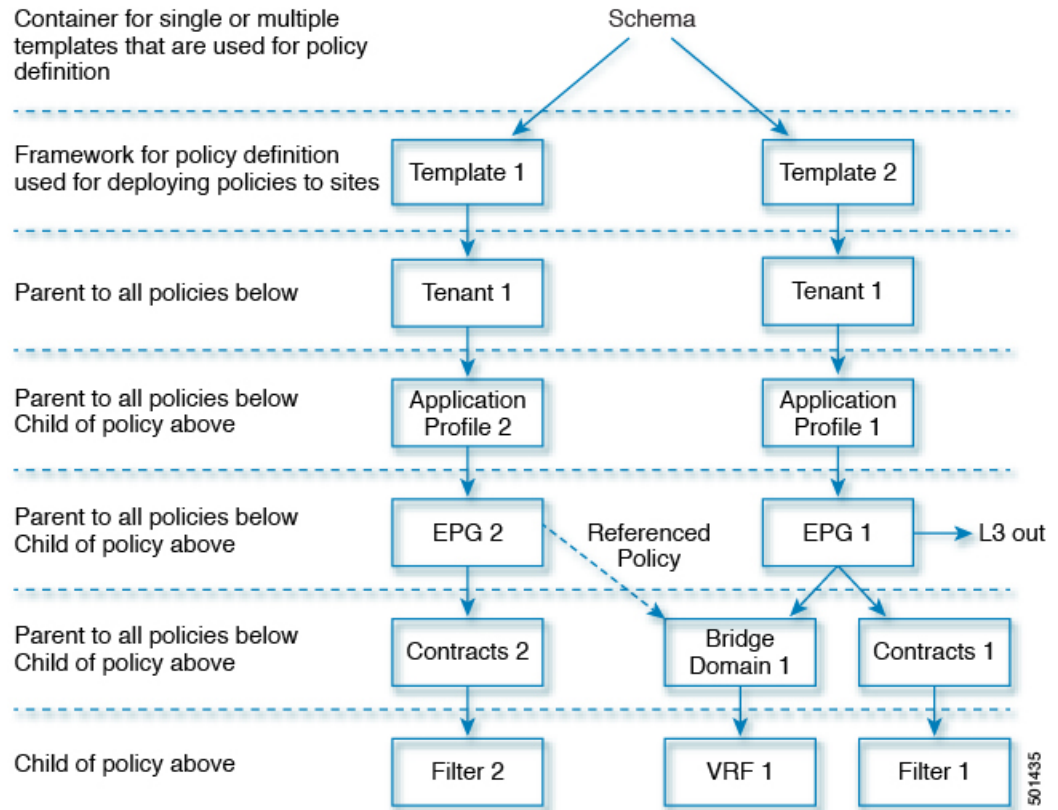 Container for single or multiple
templates that are used for policy
definition
Schema
Framework for policy definition
used for deploying policies to sites
Template 1
Template 2
Parent to all policies below
Tenant 1
Tenant 1
Parent to all policies below
Child of policy above
Application
Profile 2
Application
Profile 1
Parent to all policies below
Child of policy above
EPG 2
Referenced
Policy
EPG 1
L3 out
Parent to all policies below
Child of policy above
Contracts 2
Bridge
Domain 1
Contracts 1
Child of policy above
Filter 2
VRF 1
Filter 1
501435